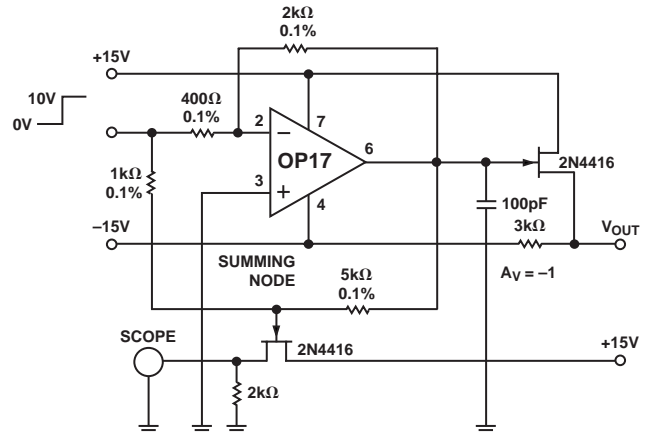 2kΩ
0.1%
+15V
10V
0V
400Ω
0.1%
2
–
7
OP17
6
2N4416
1kΩ
0.1%
3
+
4
100pF
3kΩ
–15V
VOUT
SUMMING
NODE
5kΩ
0.1%
AV = –1
SCOPE
2N4416
+15V
2kΩ